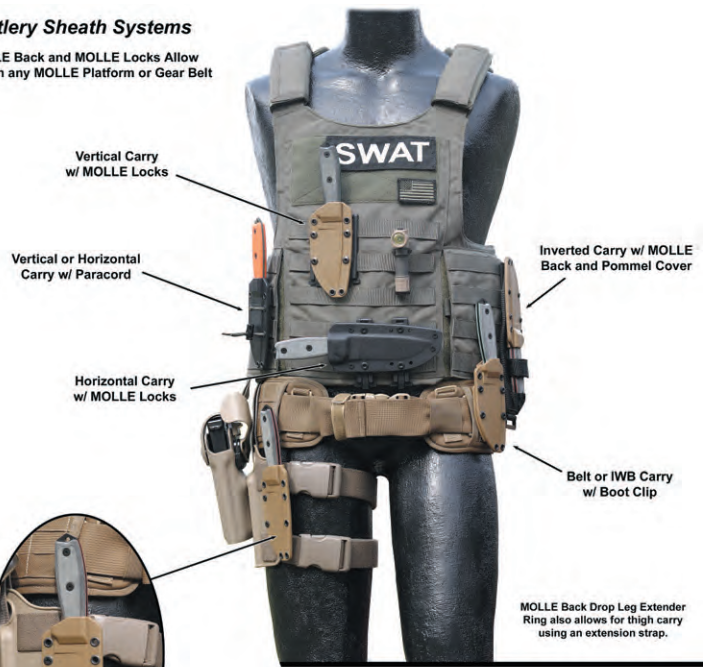 Sheath Systems
Back and MOLLE Locks Allow
any MOLLE Platform or Gear Belt
Vertical Carry
w/ MOLLE Locks
SWAT
Vertical or Horizontal
Carry w/ Paracord
Inverted Carry w/ MOLLE
Back and Pommel Cover
Horizontal Carry
w/ MOLLE Locks
Belt or IWB Carry
w/ Boot Clip
MOLLE Back Drop Leg Extender
Ring also allows for thigh carry
using an extension strap.